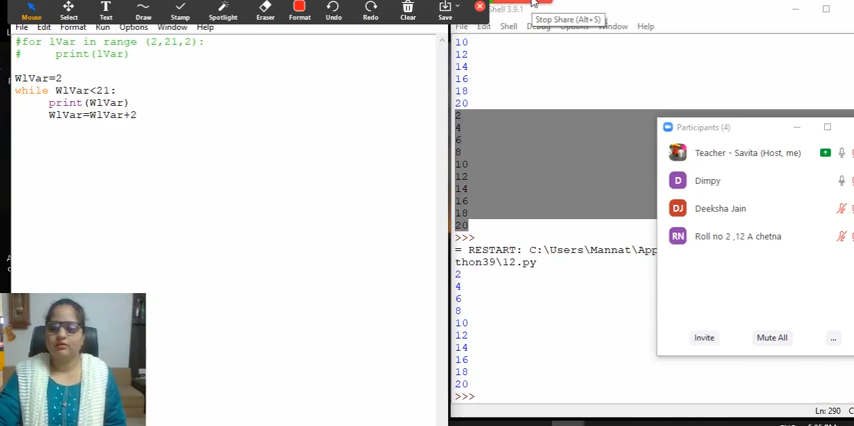 Mouse Select Text Draw Stamp Spotlight Eraser Format Undo Redo Clear Save
Shell 3.9.1
Stop Share (Alt+S)
File Edit Format Run Options Window Help
File Edit Shell Debug Options Window Help
#for lVar in range (2,21,2):
# print(lVar)
WlVar=2
while WlVar<21:
print(WlVar)
WlVar=WlVar+2
10
12
14
16
18
20
2
4
6
8
10
12
14
16
18
20
>>>
= RESTART: C:\Users\Mannat\App
thon39\12.py
2
4
6
8
10
12
14
16
18
20
>>>
Participants (4)
Teacher - Savita (Host, me)
D Dimpy
DJ Deeksha Jain
RN Roll no 2 ,12 A chetna
Invite Mute All ...
Ln: 290